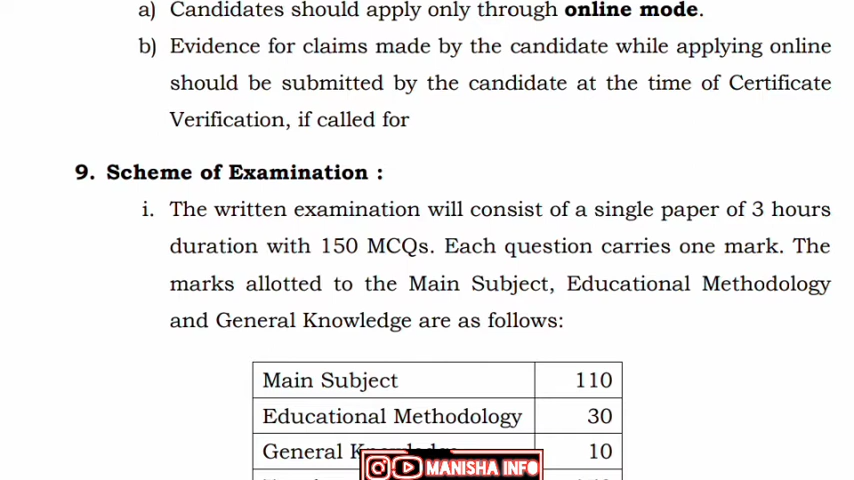 a) Candidates should apply only through online mode.
b) Evidence for claims made by the candidate while applying online
should be submitted by the candidate at the time of Certificate
Verification, if called for
9. Scheme of Examination :
i. The written examination will consist of a single paper of 3 hours
duration with 150 MCQs. Each question carries one mark. The
marks allotted to the Main Subject, Educational Methodology
and General Knowledge are as follows:
Main Subject 110
Educational Methodology 30
General Knowledge 10
MANISHA INFO